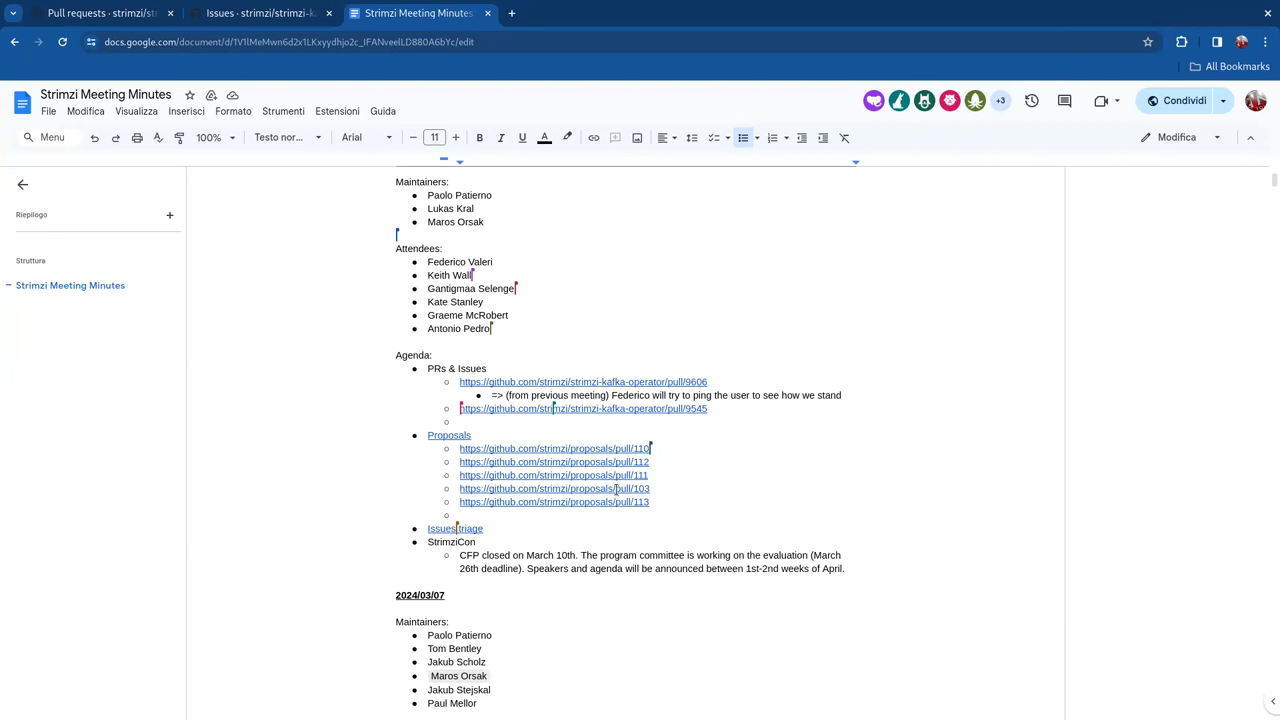 Pull requests · strimzi/str
Issues · strimzi/strimzi-ka
Strimzi Meeting Minutes
docs.google.com/document/d/1V1lMeMwn6d2x1LKxyydhjo2c_IFANveelLD880A6bYc/edit
All Bookmarks
Strimzi Meeting Minutes
File Modifica Visualizza Inserisci Formato Strumenti Estensioni Guida
+3
Condividi
Menu
100%
Testo nor...
Arial
11
Modifica
Riepilogo
Struttura
Strimzi Meeting Minutes
Maintainers:
Paolo Patierno
Lukas Kral
Maros Orsak
Attendees:
Federico Valeri
Keith Wall
Gantigmaa Selenge
Kate Stanley
Graeme McRobert
Antonio Pedro
Agenda:
PRs & Issues
https://github.com/strimzi/strimzi-kafka-operator/pull/9606
=> (from previous meeting) Federico will try to ping the user to see how we stand
https://github.com/strimzi/strimzi-kafka-operator/pull/9545
Proposals
https://github.com/strimzi/proposals/pull/110
https://github.com/strimzi/proposals/pull/112
https://github.com/strimzi/proposals/pull/111
https://github.com/strimzi/proposals/pull/103
https://github.com/strimzi/proposals/pull/113
Issues triage
StrimziCon
CFP closed on March 10th. The program committee is working on the evaluation (March
26th deadline). Speakers and agenda will be announced between 1st-2nd weeks of April.
2024/03/07
Maintainers:
Paolo Patierno
Tom Bentley
Jakub Scholz
Maros Orsak
Jakub Stejskal
Paul Mellor